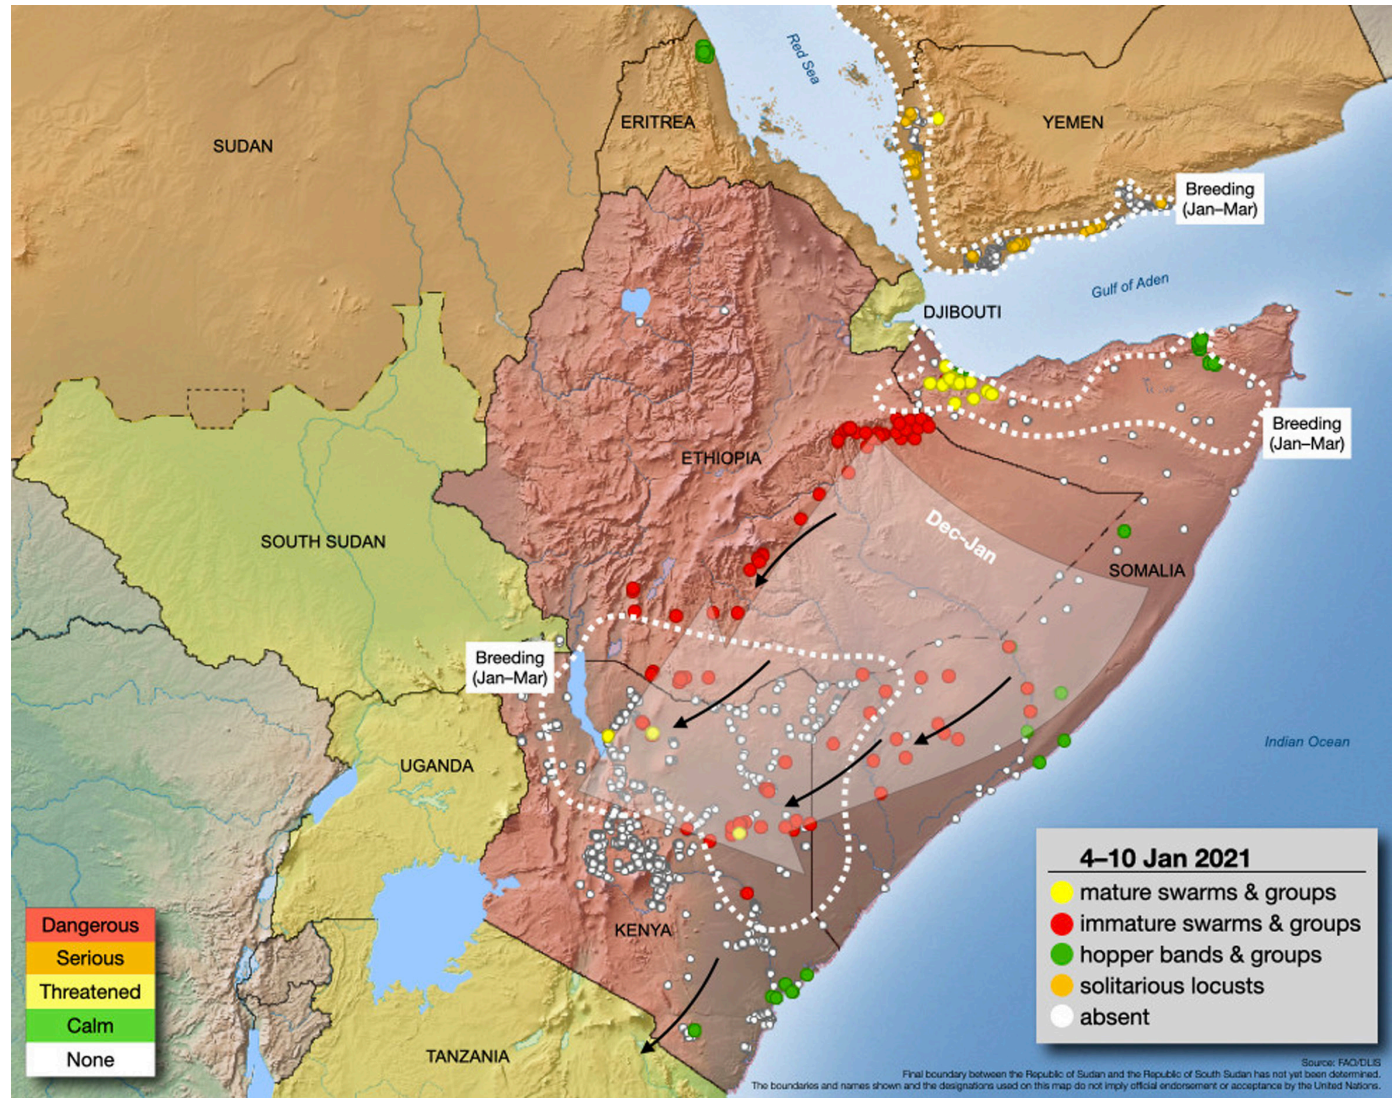 Red Sea
ERITREA
YEMEN
SUDAN
Breeding
(Jan–Mar)
Gulf of Aden
DJIBOUTI
Breeding
(Jan–Mar)
ETHIOPIA
Dec-Jan
SOUTH SUDAN
SOMALIA
Breeding
(Jan–Mar)
Indian Ocean
UGANDA
KENYA
TANZANIA
Dangerous
Serious
Threatened
Calm
None
4–10 Jan 2021
mature swarms & groups
immature swarms & groups
hopper bands & groups
solitarious locusts
absent
Source: FAO/DLIS
Final boundary between the Republic of Sudan and the Republic of South Sudan has not yet been determined.
The boundaries and names shown and the designations used on this map do not imply official endorsement or acceptance by the United Nations.